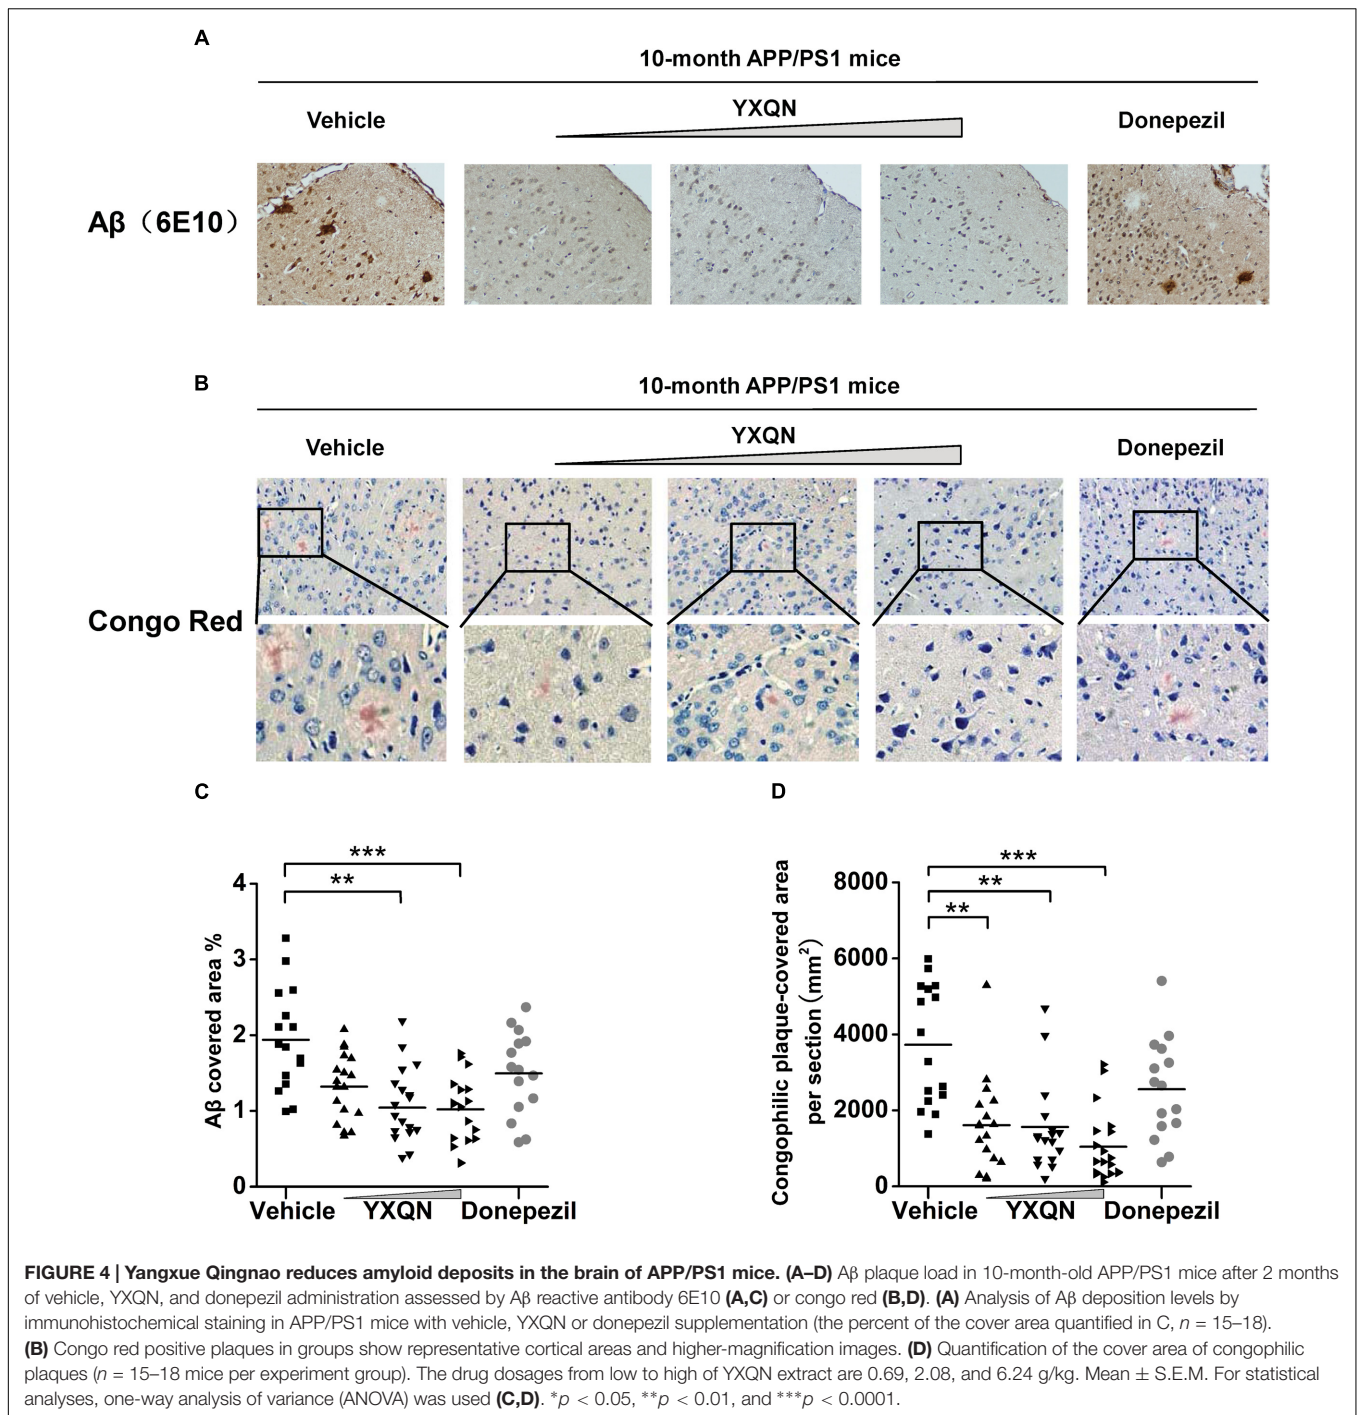 A
10-month APP/PS1 mice
Vehicle
YXQN
Donepezil
Aβ（6E10）
B
10-month APP/PS1 mice
Vehicle
YXQN
Donepezil
Congo Red
C
***
**
Aβ covered area %
4
3
2
1
0
Vehicle
YXQN
Donepezil
D
***
**
**
Congophilic plaque-covered area
per section（mm²）
8000
6000
4000
2000
0
Vehicle
YXQN
Donepezil
FIGURE 4 | Yangxue Qingnao reduces amyloid deposits in the brain of APP/PS1 mice. (A–D) Aβ plaque load in 10-month-old APP/PS1 mice after 2 months
of vehicle, YXQN, and donepezil administration assessed by Aβ reactive antibody 6E10 (A,C) or congo red (B,D). (A) Analysis of Aβ deposition levels by
immunohistochemical staining in APP/PS1 mice with vehicle, YXQN or donepezil supplementation (the percent of the cover area quantified in C, n = 15–18).
(B) Congo red positive plaques in groups show representative cortical areas and higher-magnification images. (D) Quantification of the cover area of congophilic
plaques (n = 15–18 mice per experiment group). The drug dosages from low to high of YXQN extract are 0.69, 2.08, and 6.24 g/kg. Mean ± S.E.M. For statistical
analyses, one-way analysis of variance (ANOVA) was used (C,D). *p < 0.05, **p < 0.01, and ***p < 0.0001.